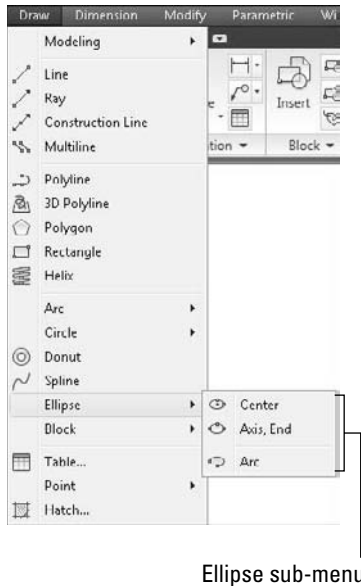 Draw Dimension Modify Parametric Wi
Modeling
Line
Ray
Construction Line
Multiline
Insert
tion Block
Polyline
3D Polyline
Polygon
Rectangle
Helix
Arc
Circle
Donut
Spline
Ellipse
Block
Table...
Point
Hatch...
Center
Axis, End
Arc
Ellipse sub-menu